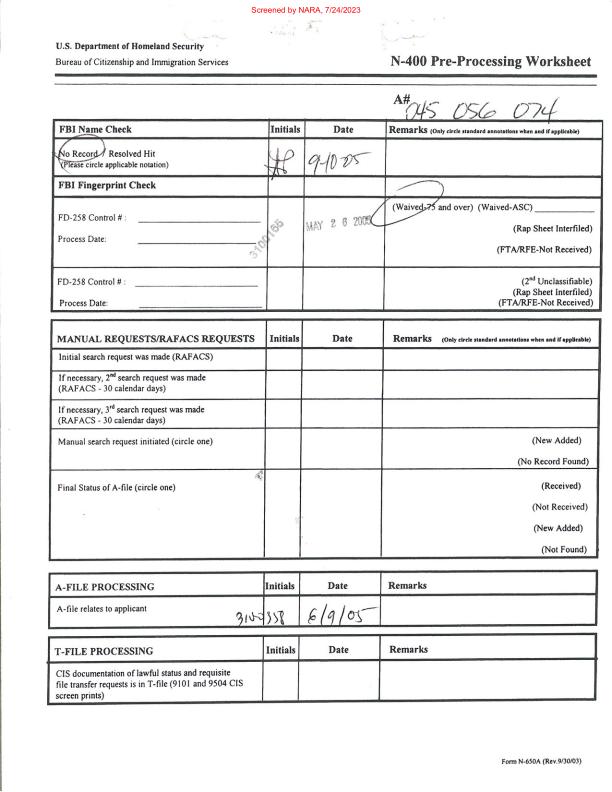 Screened by NARA, 7/24/2023
U.S. Department of Homeland Security
Bureau of Citizenship and Immigration Services
N-400 Pre-Processing Worksheet
A# 045 056 074
FBI Name Check Initials Date Remarks (Only circle standard annotations when and if applicable)
No Record / Resolved Hit
(Please circle applicable notation)
9-10-05
FBI Fingerprint Check
(Waived-75 and over) (Waived-ASC)
FD-258 Control # :
MAY 26 2005
(Rap Sheet Interfiled)
Process Date:
3100165
(FTA/RFE-Not Received)
FD-258 Control # :
(2nd Unclassifiable)
(Rap Sheet Interfiled)
Process Date:
(FTA/RFE-Not Received)
MANUAL REQUESTS/RAFACS REQUESTS Initials Date Remarks (Only circle standard annotations when and if applicable)
Initial search request was made (RAFACS)
If necessary, 2nd search request was made
(RAFACS - 30 calendar days)
If necessary, 3rd search request was made
(RAFACS - 30 calendar days)
Manual search request initiated (circle one) (New Added)
(No Record Found)
Final Status of A-file (circle one) (Received)
(Not Received)
(New Added)
(Not Found)
A-FILE PROCESSING Initials Date Remarks
A-file relates to applicant 6/9/05
T-FILE PROCESSING Initials Date Remarks
CIS documentation of lawful status and requisite
file transfer requests is in T-file (9101 and 9504 CIS
screen prints)
Form N-650A (Rev.9/30/03)